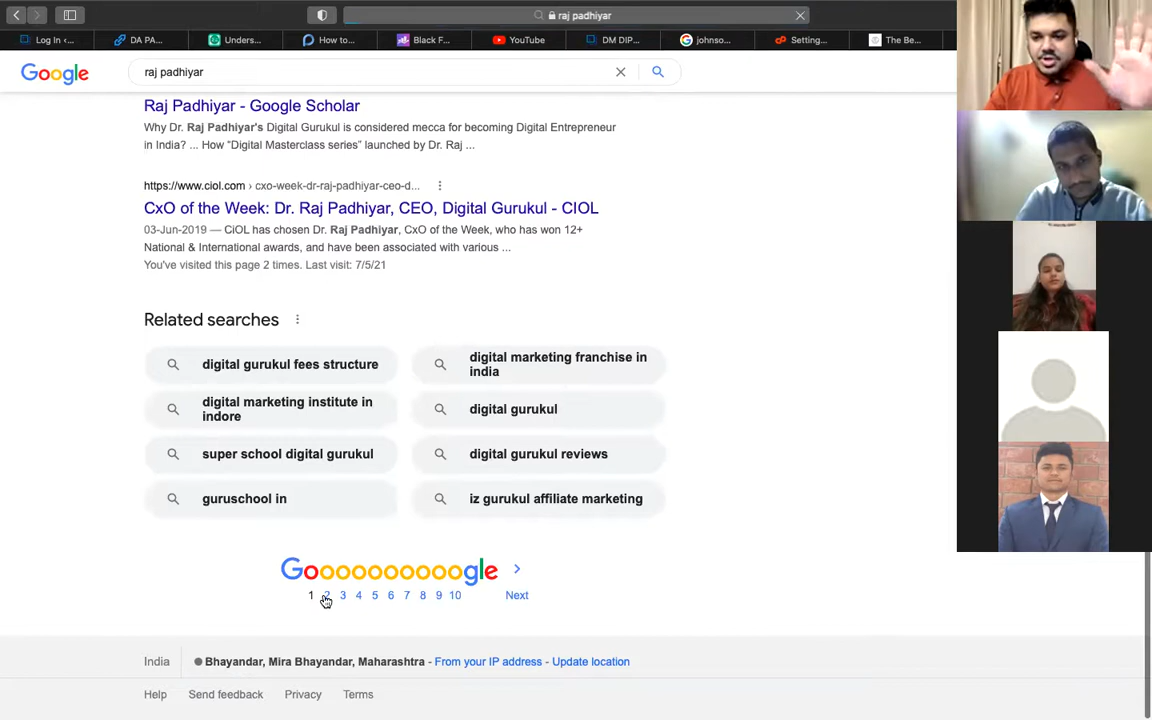 raj padhiyar
Log In ‹...
DA PA...
Unders...
How to...
Black F...
YouTube
DM DIP...
johnso...
Setting...
The Be...
Google
raj padhiyar
Raj Padhiyar - Google Scholar
Why Dr. Raj Padhiyar's Digital Gurukul is considered mecca for becoming Digital Entrepreneur
in India? ... How "Digital Masterclass series" launched by Dr. Raj ...
https://www.ciol.com › cxo-week-dr-raj-padhiyar-ceo-d...
CxO of the Week: Dr. Raj Padhiyar, CEO, Digital Gurukul - CIOL
03-Jun-2019 — CiOL has chosen Dr. Raj Padhiyar, CxO of the Week, who has won 12+
National & International awards, and have been associated with various ...
You've visited this page 2 times. Last visit: 7/5/21
Related searches
digital gurukul fees structure
digital marketing franchise in
india
digital marketing institute in
indore
digital gurukul
super school digital gurukul
digital gurukul reviews
guruschool in
iz gurukul affiliate marketing
Goooooooooogle
1 2 3 4 5 6 7 8 9 10 Next
India
Bhayandar, Mira Bhayandar, Maharashtra - From your IP address - Update location
Help Send feedback Privacy Terms